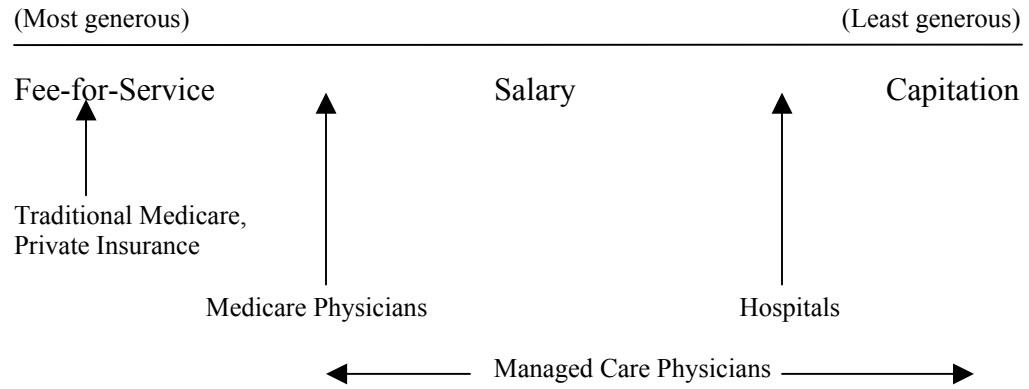 (Most generous) (Least generous)
Fee-for-Service Salary Capitation
Traditional Medicare,
Private Insurance
Medicare Physicians Hospitals
Managed Care Physicians